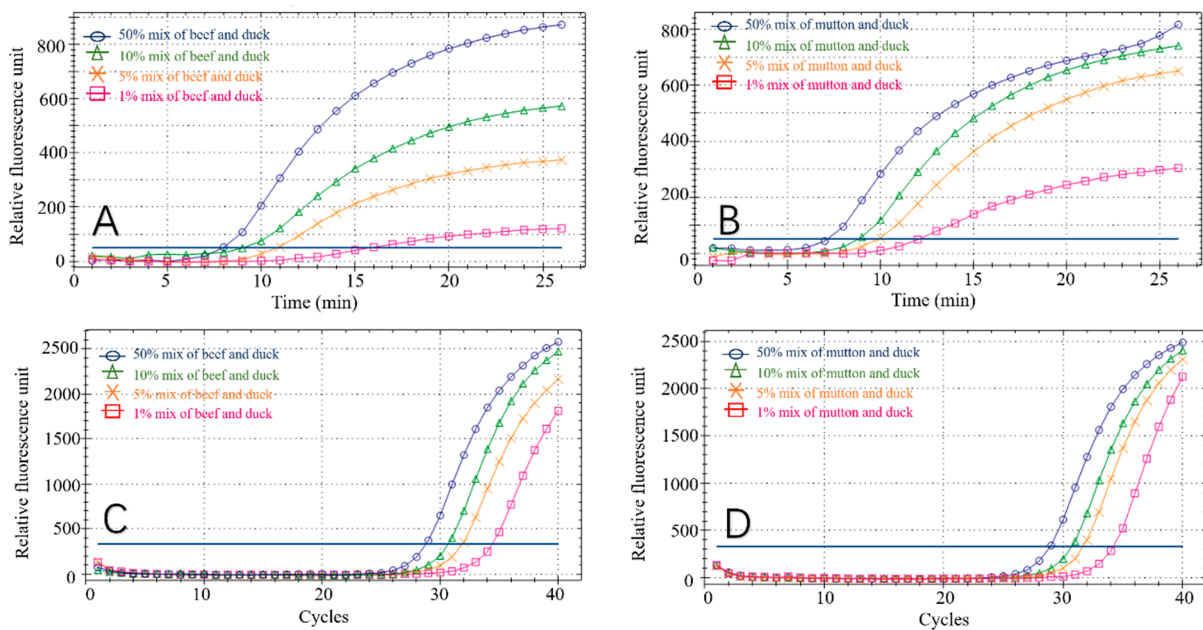 A
Relative fluorescence unit
800
600
400
200
0
50% mix of beef and duck
10% mix of beef and duck
5% mix of beef and duck
1% mix of beef and duck
0 5 10 15 20 25
Time (min)
B
Relative fluorescence unit
800
600
400
200
0
50% mix of mutton and duck
10% mix of mutton and duck
5% mix of mutton and duck
1% mix of mutton and duck
0 5 10 15 20 25
Time (min)
C
Relative fluorescence unit
2500
2000
1500
1000
500
0
50% mix of beef and duck
10% mix of beef and duck
5% mix of beef and duck
1% mix of beef and duck
0 10 20 30 40
Cycles
D
Relative fluorescence unit
2500
2000
1500
1000
500
0
50% mix of mutton and duck
10% mix of mutton and duck
5% mix of mutton and duck
1% mix of mutton and duck
0 10 20 30 40
Cycles